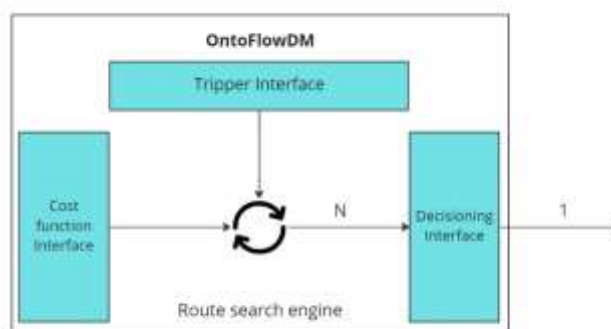 OntoFlowDM
Tripper Interface
Cost
function
Interface
N
Decisioning
Interface
1
Route search engine